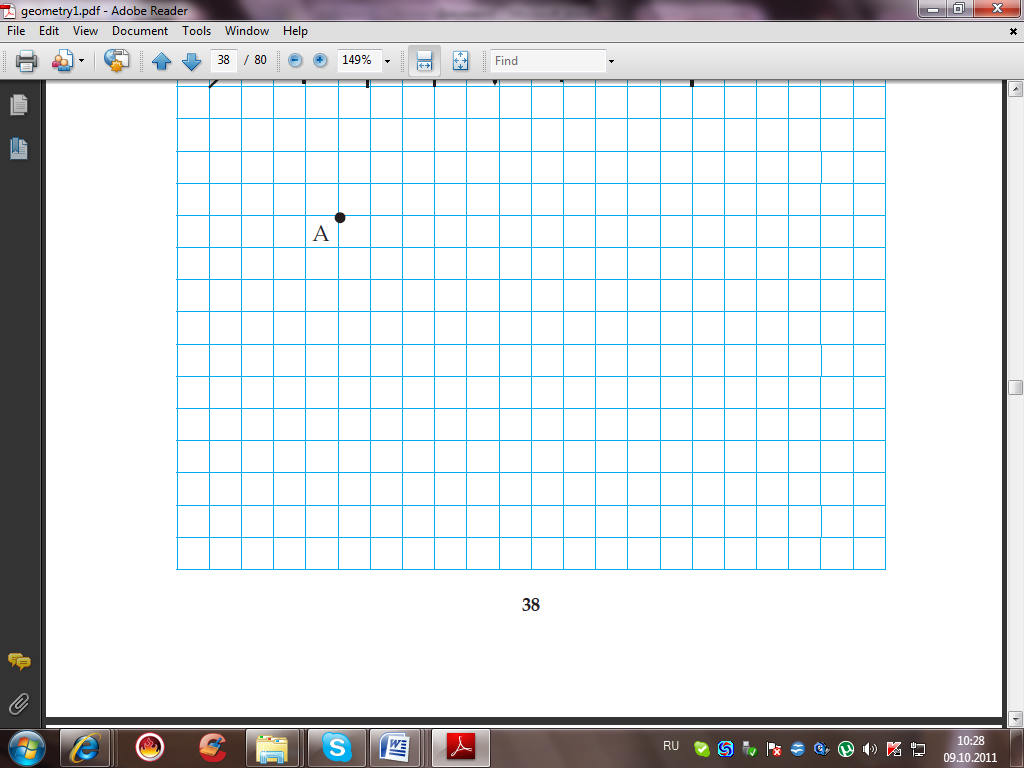 geometry1.pdf - Adobe Reader
File Edit View Document Tools Window Help
38 / 80 149% Find
A
38
RU 10:28
09.10.2011